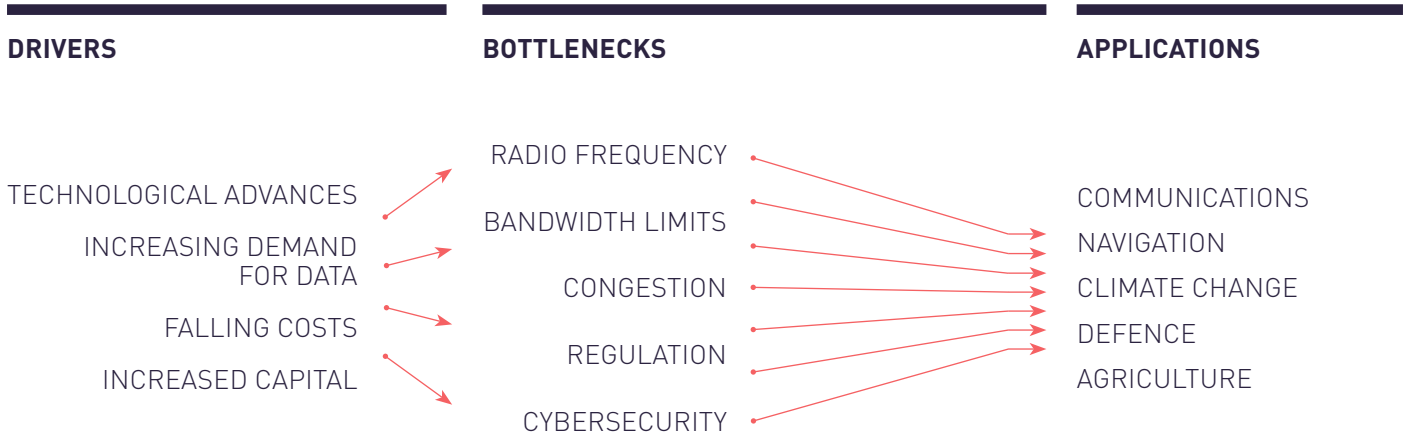 DRIVERS
TECHNOLOGICAL ADVANCES
INCREASING DEMAND
FOR DATA
FALLING COSTS
INCREASED CAPITAL
BOTTLENECKS
RADIO FREQUENCY
BANDWIDTH LIMITS
CONGESTION
REGULATION
CYBERSECURITY
APPLICATIONS
COMMUNICATIONS
NAVIGATION
CLIMATE CHANGE
DEFENCE
AGRICULTURE